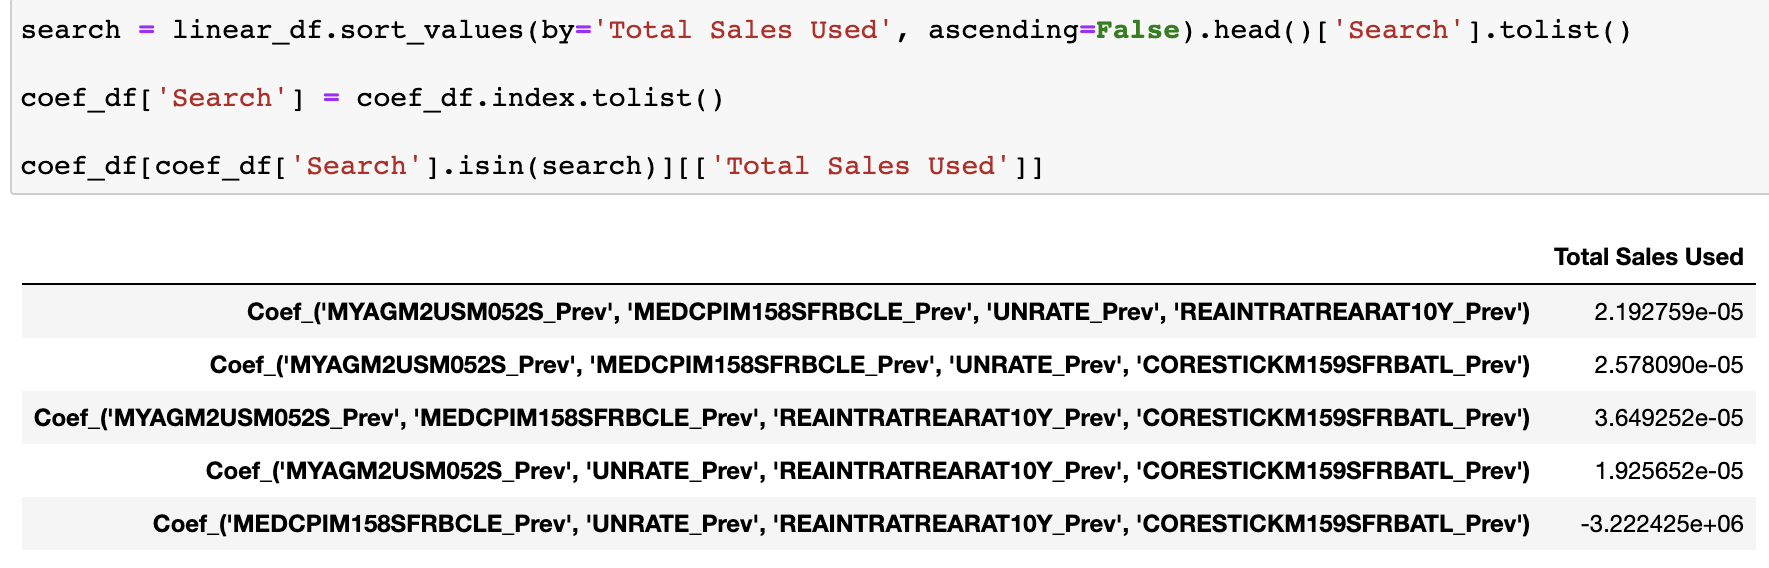 search = linear_df.sort_values(by='Total Sales Used', ascending=False).head()['Search'].tolist()
coef_df['Search'] = coef_df.index.tolist()
coef_df[coef_df['Search'].isin(search)][['Total Sales Used']]
Total Sales Used
Coef_('MYAGM2USM052S_Prev', 'MEDCPIM158SFRBCLE_Prev', 'UNRATE_Prev', 'REAINTRATREARAT10Y_Prev') 2.192759e-05
Coef_('MYAGM2USM052S_Prev', 'MEDCPIM158SFRBCLE_Prev', 'UNRATE_Prev', 'CORESTICKM159SFRBATL_Prev') 2.578090e-05
Coef_('MYAGM2USM052S_Prev', 'MEDCPIM158SFRBCLE_Prev', 'REAINTRATREARAT10Y_Prev', 'CORESTICKM159SFRBATL_Prev') 3.649252e-05
Coef_('MYAGM2USM052S_Prev', 'UNRATE_Prev', 'REAINTRATREARAT10Y_Prev', 'CORESTICKM159SFRBATL_Prev') 1.925652e-05
Coef_('MEDCPIM158SFRBCLE_Prev', 'UNRATE_Prev', 'REAINTRATREARAT10Y_Prev', 'CORESTICKM159SFRBATL_Prev') -3.222425e+06